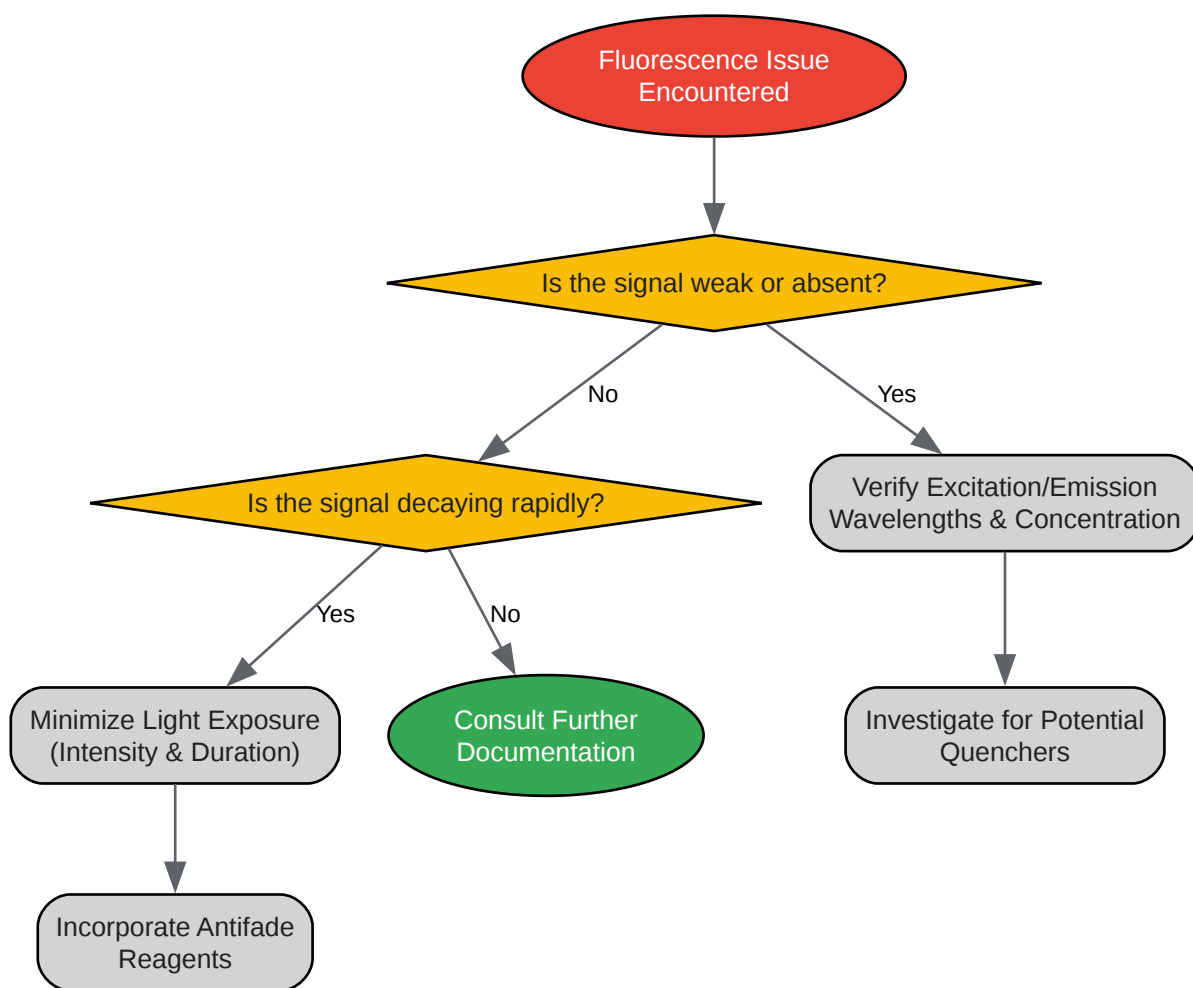 Fluorescence Issue
Encountered
Is the signal weak or absent?
No
Yes
Is the signal decaying rapidly?
Verify Excitation/Emission
Wavelengths & Concentration
Yes
No
Minimize Light Exposure
(Intensity & Duration)
Consult Further
Documentation
Investigate for Potential
Quenchers
Incorporate Antifade
Reagents